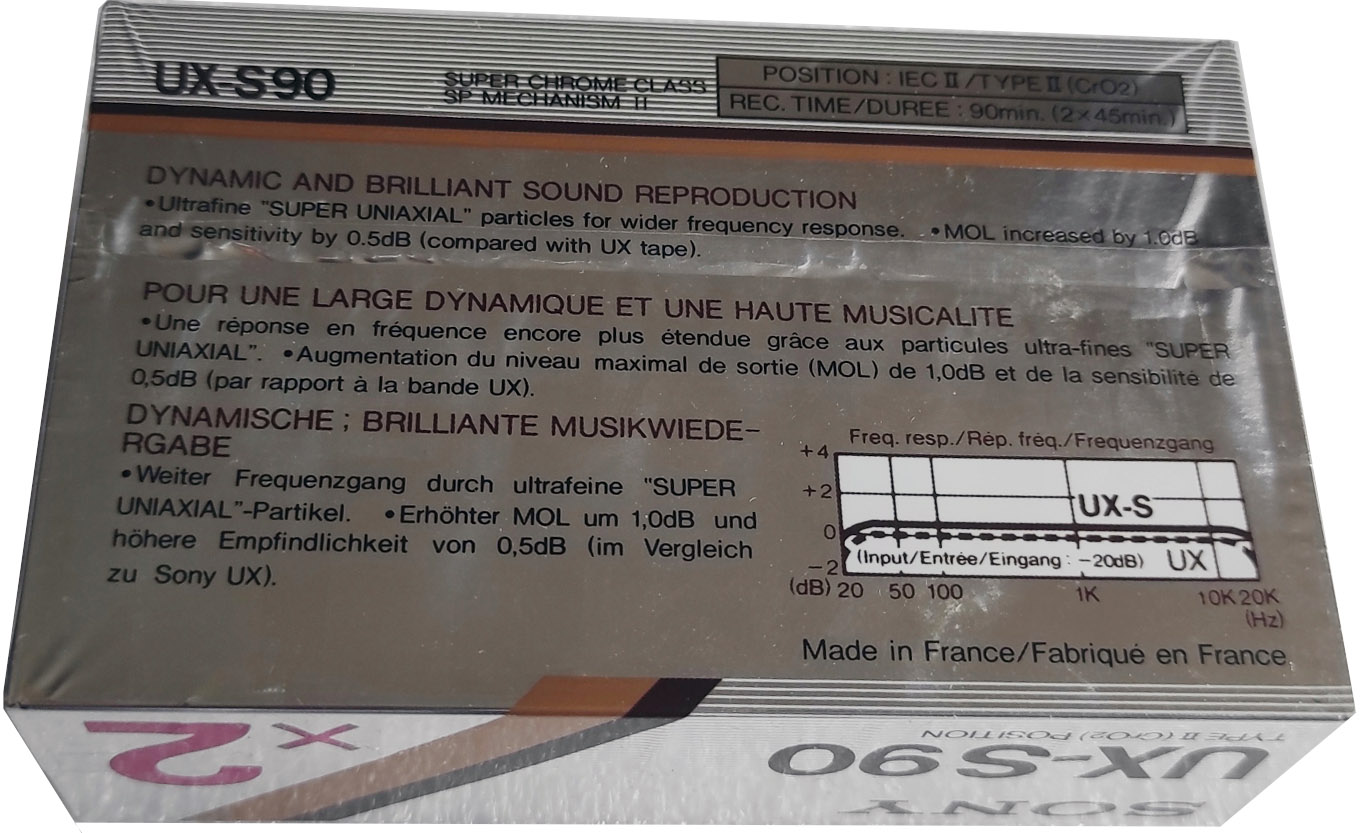 UX-S90
SUPER CHROME CLASS
SP MECHANISM II
POSITION : IEC II/TYPE II (CrO2)
REC. TIME/DUREE : 90min. (2×45min.)
DYNAMIC AND BRILLIANT SOUND REPRODUCTION
•Ultrafine "SUPER UNIAXIAL" particles for wider frequency response. •MOL increased by 1.0dB
and sensitivity by 0.5dB (compared with UX tape).
POUR UNE LARGE DYNAMIQUE ET UNE HAUTE MUSICALITE
•Une réponse en fréquence encore plus étendue grâce aux particules ultra-fines "SUPER
UNIAXIAL". •Augmentation du niveau maximal de sortie (MOL) de 1,0dB et de la sensibilité de
0,5dB (par rapport à la bande UX).
DYNAMISCHE ; BRILLIANTE MUSIKWIEDE-
RGABE
•Weiter Frequenzgang durch ultrafeine "SUPER
UNIAXIAL"-Partikel. •Erhöhter MOL um 1,0dB und
höhere Empfindlichkeit von 0,5dB (im Vergleich
zu Sony UX).
Freq. resp./Rép. fréq./Frequenzgang
+4
+2
UX-S
0
(Input/Entrée/Eingang : -20dB) UX
-2
(dB) 20 50 100 1K 10K 20K
(Hz)
Made in France/Fabriqué en France
×2
TYPE II (CrO2) POSITION
UX-S90
SONY